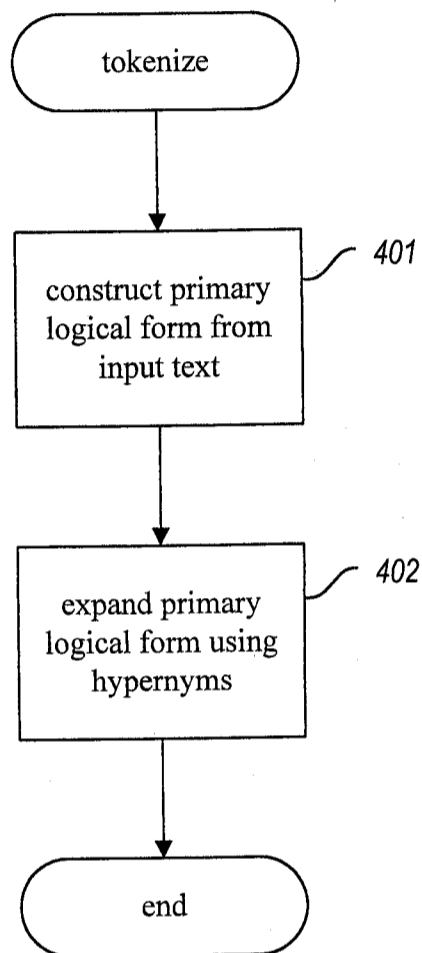 tokenize
401
construct primary
logical form from
input text
402
expand primary
logical form using
hypernyms
end